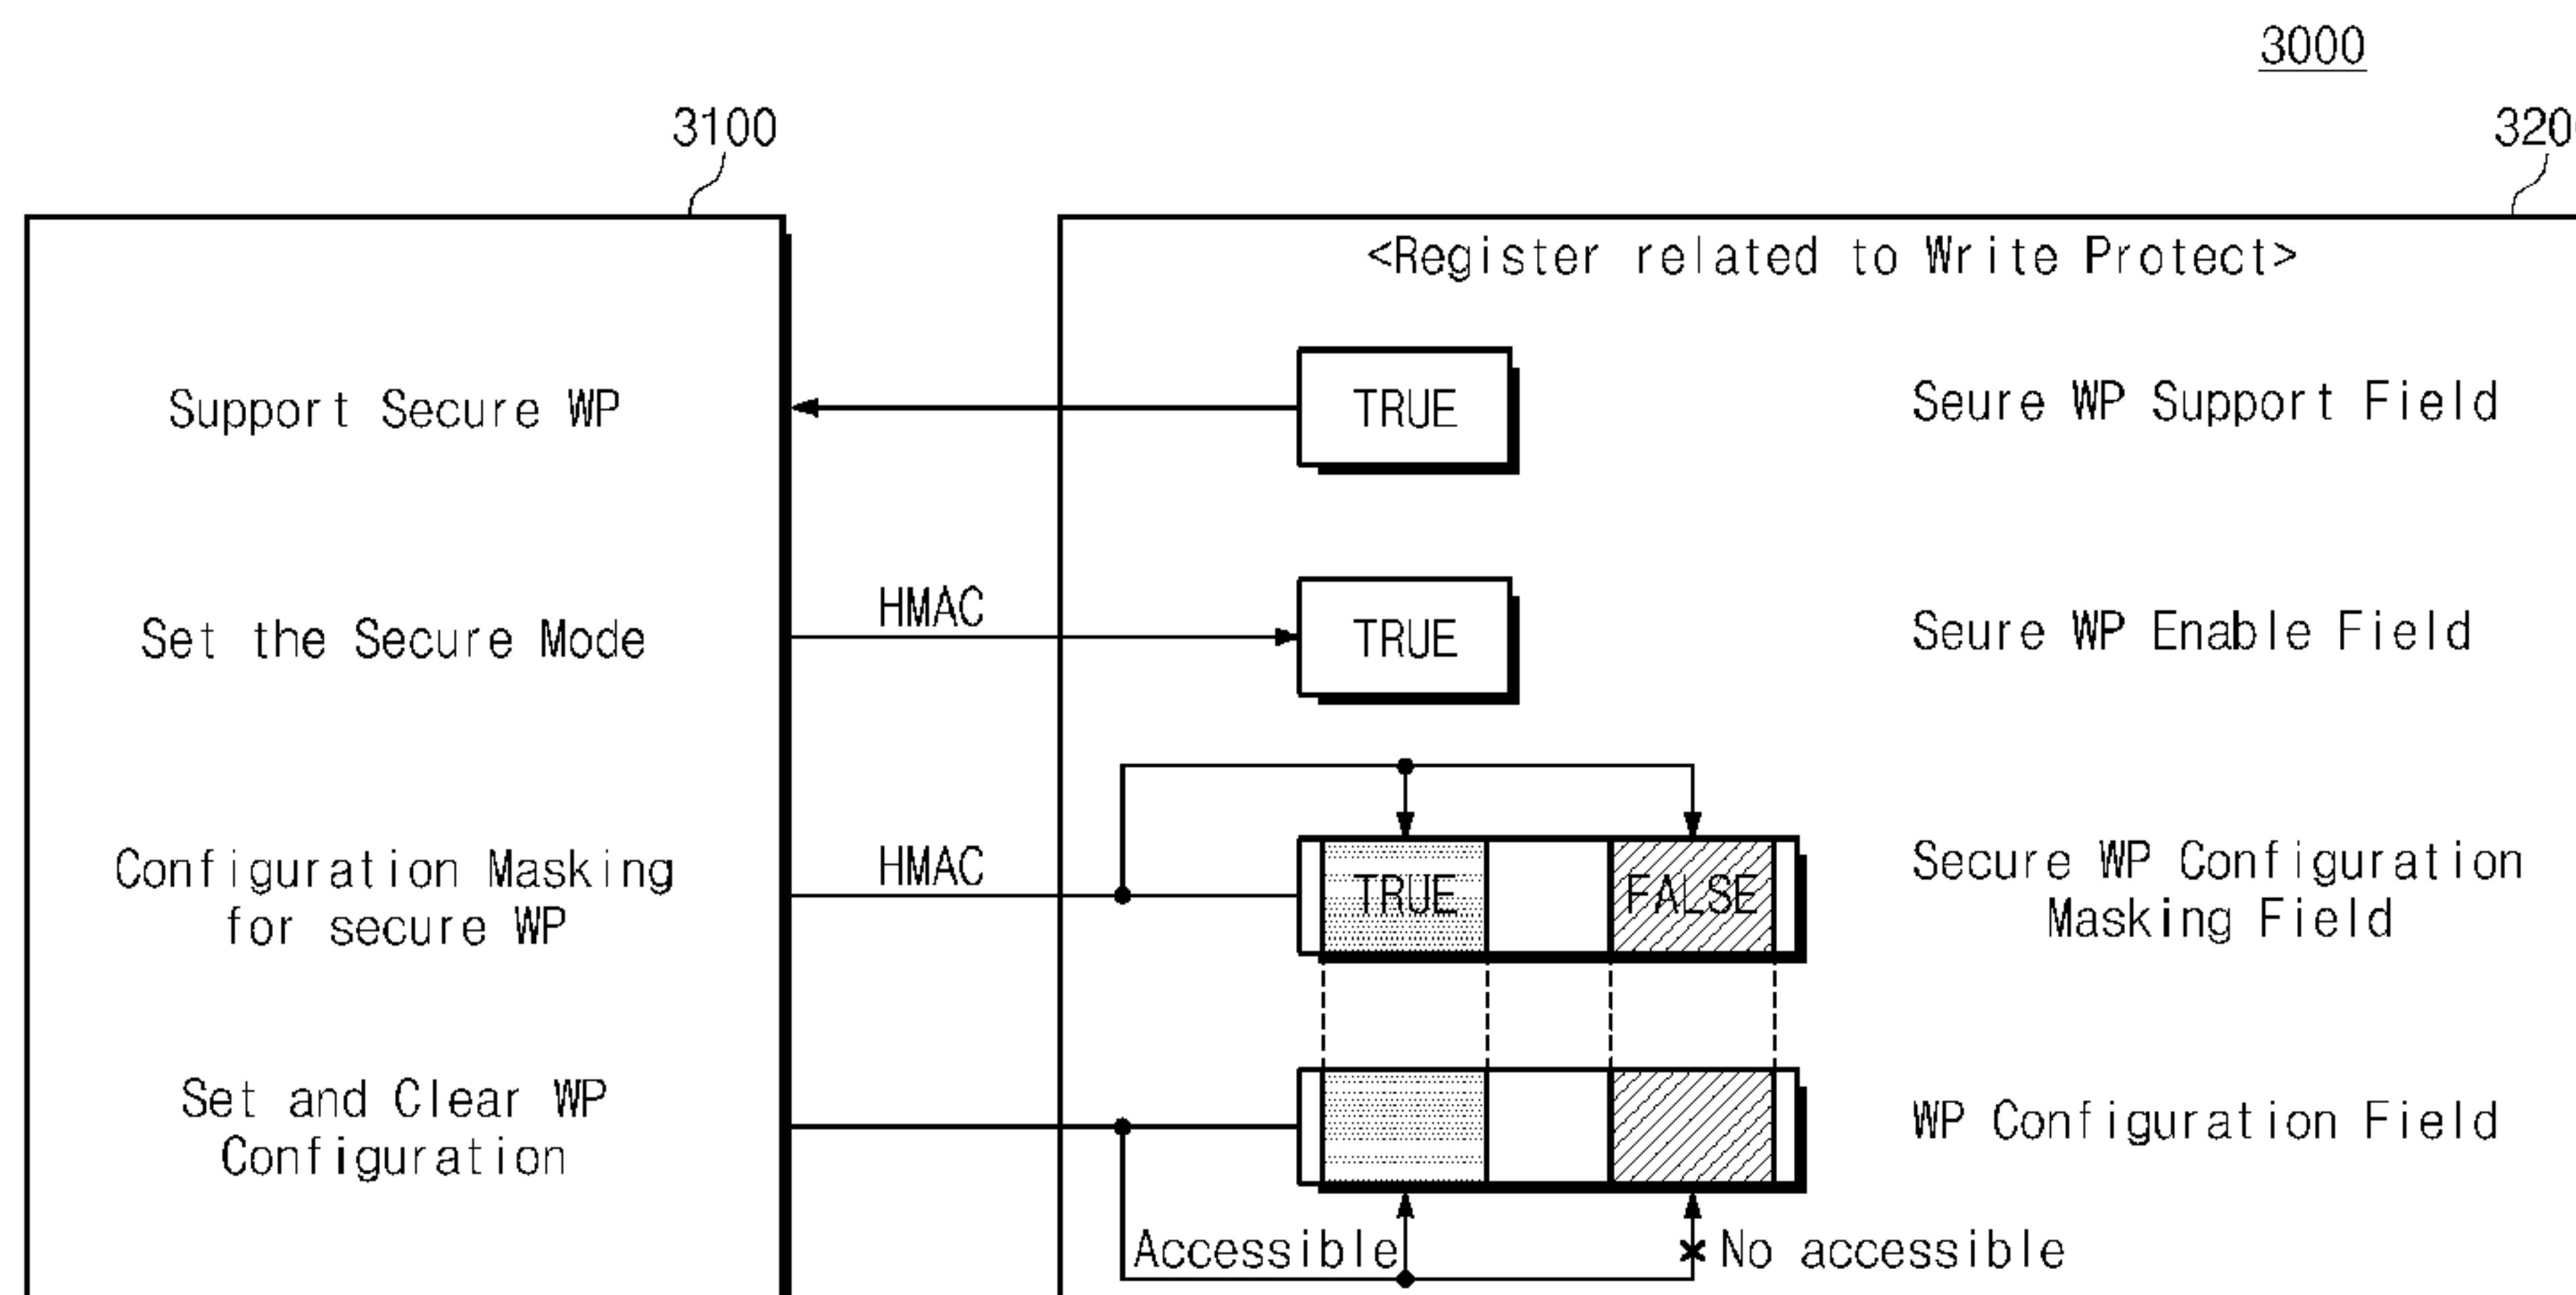 3000
3100
320
<Register related to Write Protect>
Support Secure WP
TRUE
Seure WP Support Field
Set the Secure Mode
HMAC
TRUE
Seure WP Enable Field
Configuration Masking
for secure WP
HMAC
TRUE
FALSE
Secure WP Configuration
Masking Field
Set and Clear WP
Configuration
WP Configuration Field
Accessible
No accessible